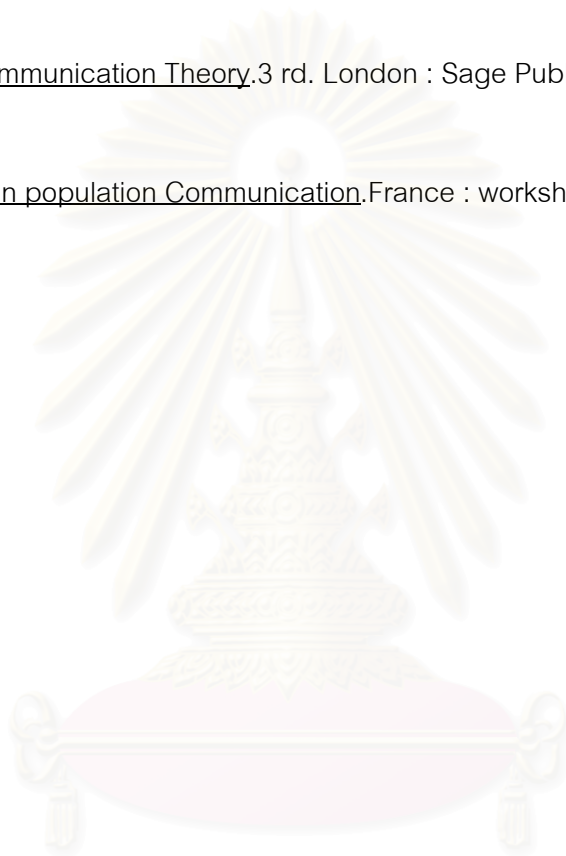 mmunication Theory.3 rd. London : Sage Pub
n population Communication.France : worksh